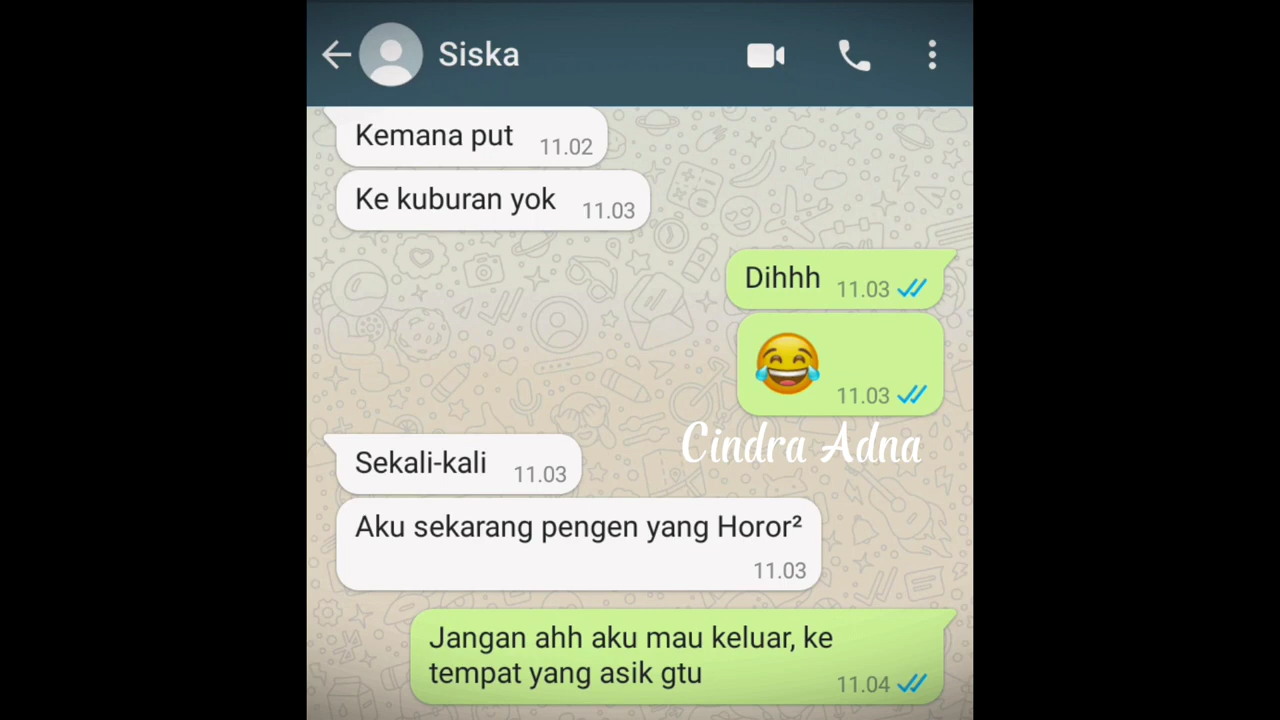 Siska
Kemana put 11.02
Ke kuburan yok 11.03
Dihhh 11.03
11.03
Cindra Adna
Sekali-kali 11.03
Aku sekarang pengen yang Horor²
11.03
Jangan ahh aku mau keluar, ke
tempat yang asik gtu 11.04